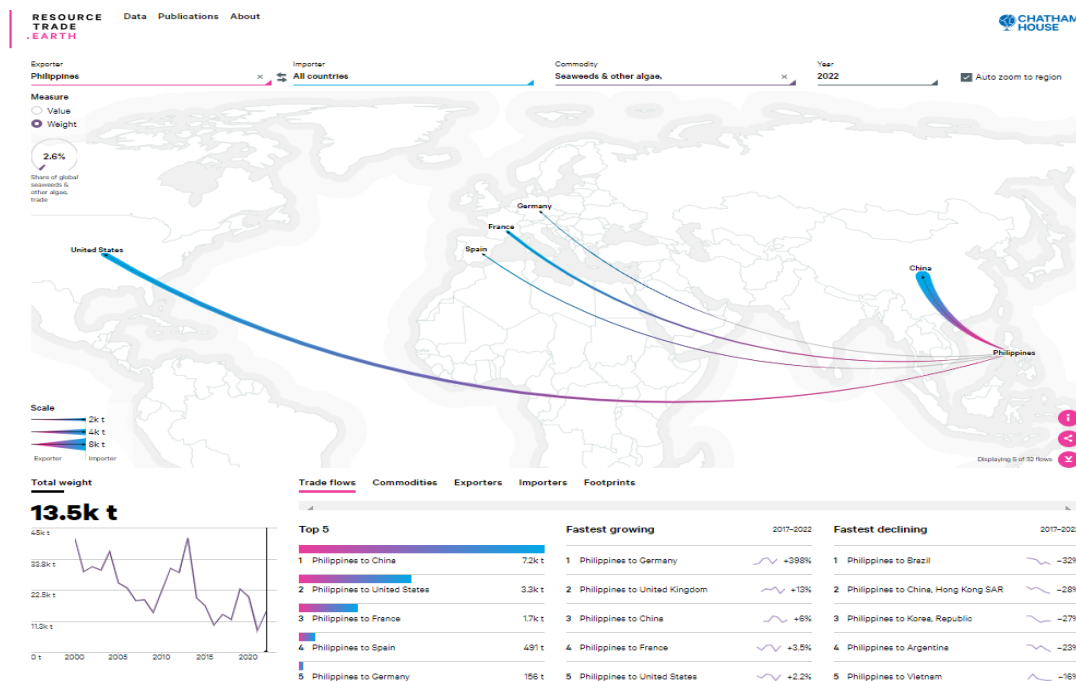 RESOURCE
TRADE
.EARTH
Data Publications About
CHATHAM
HOUSE
Exporter
Philippines ×
Importer
All countries
Commodity
Seaweeds & other algae, ×
Year
2022
Auto zoom to region
Measure
Value
Weight
2.6%
Share of global
seaweeds &
other algae,
trade
Germany
France
Spain
United States
China
Philippines
Scale
2k t
4k t
8k t
Exporter Importer
Displaying 5 of 32 flows
Total weight
13.5k t
45k t
33.8k t
22.5k t
11.3k t
0 t 2000 2005 2010 2015 2020
Trade flows Commodities Exporters Importers Footprints
Top 5
1 Philippines to China 7.2k t
2 Philippines to United States 3.3k t
3 Philippines to France 1.7k t
4 Philippines to Spain 491 t
5 Philippines to Germany 156 t
Fastest growing 2017–2022
1 Philippines to Germany +398%
2 Philippines to United Kingdom +13%
3 Philippines to China +6%
4 Philippines to France +3.5%
5 Philippines to United States +2.2%
Fastest declining 2017–202
1 Philippines to Brazil −32%
2 Philippines to China, Hong Kong SAR −28%
3 Philippines to Korea, Republic −27%
4 Philippines to Argentina −23%
5 Philippines to Vietnam −16%